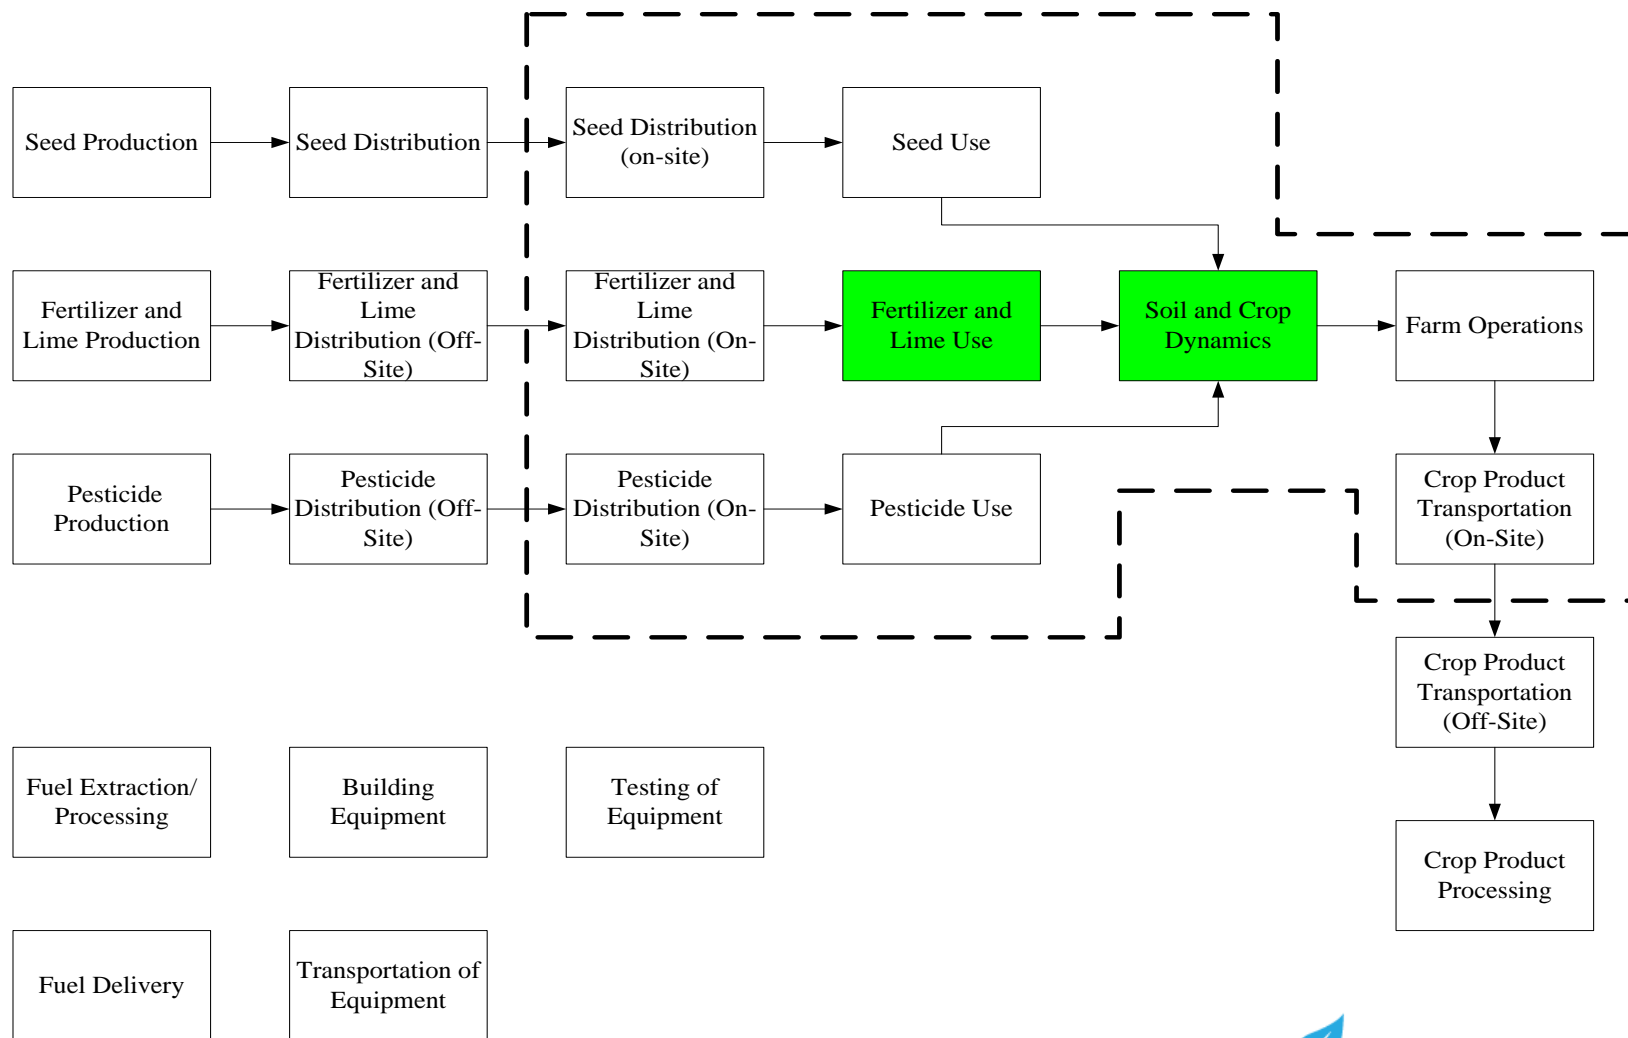 Seed Production
Seed Distribution
Seed Distribution
(on-site)
Seed Use
Fertilizer and
Lime Production
Fertilizer and
Lime
Distribution (Off-
Site)
Fertilizer and
Lime
Distribution (On-
Site)
Fertilizer and
Lime Use
Soil and Crop
Dynamics
Farm Operations
Pesticide
Production
Pesticide
Distribution (Off-
Site)
Pesticide
Distribution (On-
Site)
Pesticide Use
Crop Product
Transportation
(On-Site)
Crop Product
Transportation
(Off-Site)
Fuel Extraction/
Processing
Building
Equipment
Testing of
Equipment
Crop Product
Processing
Fuel Delivery
Transportation of
Equipment